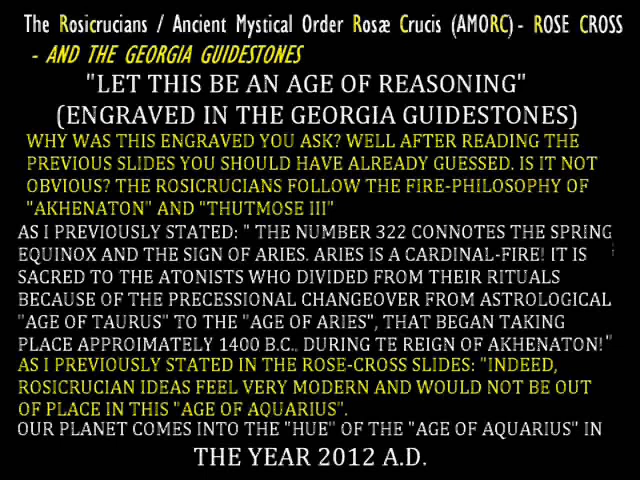 The Rosicrucians / Ancient Mystical Order Rosæ Crucis (AMORC) - ROSE CROSS
- AND THE GEORGIA GUIDESTONES
"LET THIS BE AN AGE OF REASONING"
(ENGRAVED IN THE GEORGIA GUIDESTONES)
WHY WAS THIS ENGRAVED YOU ASK? WELL AFTER READING THE
PREVIOUS SLIDES YOU SHOULD HAVE ALREADY GUESSED. IS IT NOT
OBVIOUS? THE ROSICRUCIANS FOLLOW THE FIRE-PHILOSOPHY OF
"AKHENATON" AND "THUTMOSE III"
AS I PREVIOUSLY STATED: " THE NUMBER 322 CONNOTES THE SPRING
EQUINOX AND THE SIGN OF ARIES. ARIES IS A CARDINAL-FIRE! IT IS
SACRED TO THE ATONISTS WHO DIVIDED FROM THEIR RITUALS
BECAUSE OF THE PRECESSIONAL CHANGEOVER FROM ASTROLOGICAL
"AGE OF TAURUS" TO THE "AGE OF ARIES", THAT BEGAN TAKING
PLACE APPROIMATELY 1400 B.C., DURING TE REIGN OF AKHENATON!"
AS I PREVIOUSLY STATED IN THE ROSE-CROSS SLIDES: "INDEED,
ROSICRUCIAN IDEAS FEEL VERY MODERN AND WOULD NOT BE OUT
OF PLACE IN THIS "AGE OF AQUARIUS".
OUR PLANET COMES INTO THE "HUE" OF THE "AGE OF AQUARIUS" IN
THE YEAR 2012 A.D.